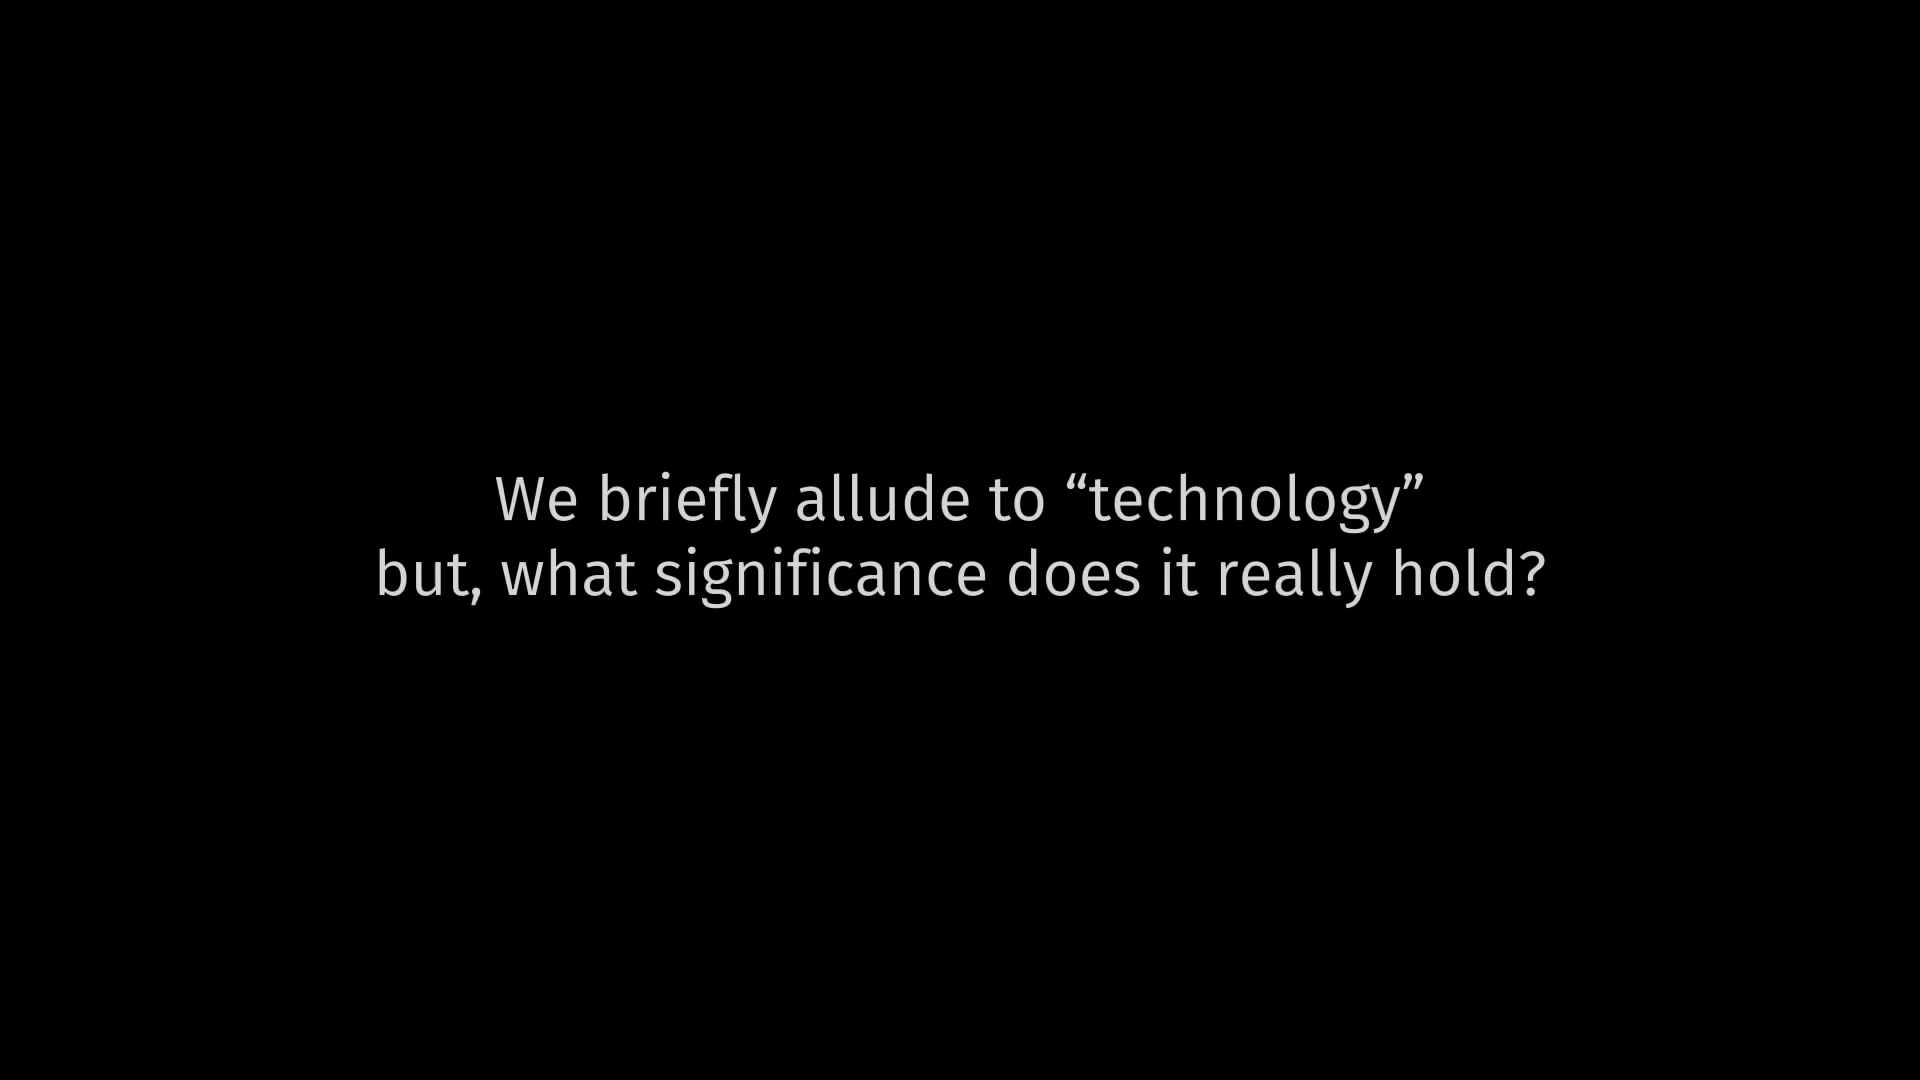 We briefly allude to “technology”
but, what significance does it really hold?